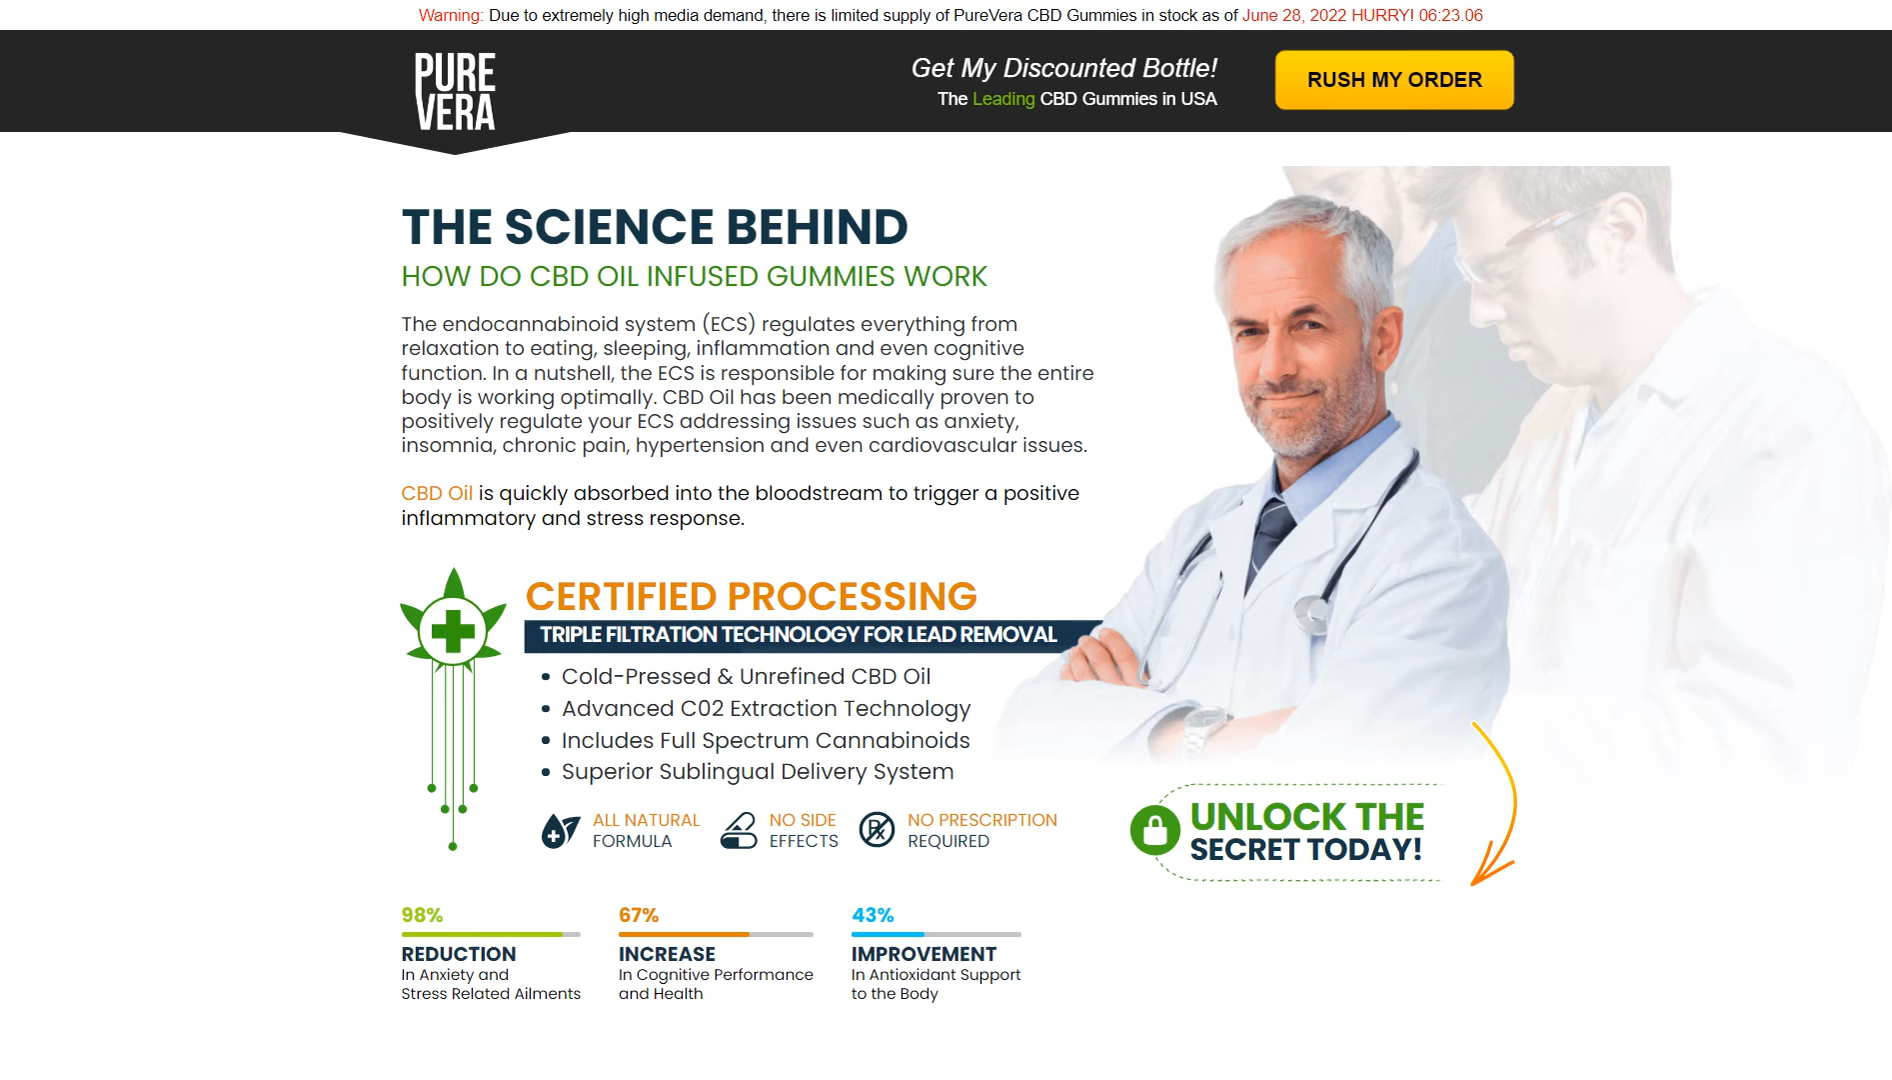 Warning: Due to extremely high media demand, there is limited supply of PureVera CBD Gummies in stock as of June 28, 2022 HURRY! 06:23.06
PURE
VERA
Get My Discounted Bottle!
The Leading CBD Gummies in USA
RUSH MY ORDER
THE SCIENCE BEHIND
HOW DO CBD OIL INFUSED GUMMIES WORK
The endocannabinoid system (ECS) regulates everything from
relaxation to eating, sleeping, inflammation and even cognitive
function. In a nutshell, the ECS is responsible for making sure the entire
body is working optimally. CBD Oil has been medically proven to
positively regulate your ECS addressing issues such as anxiety,
insomnia, chronic pain, hypertension and even cardiovascular issues.
CBD Oil is quickly absorbed into the bloodstream to trigger a positive
inflammatory and stress response.
CERTIFIED PROCESSING
TRIPLE FILTRATION TECHNOLOGY FOR LEAD REMOVAL
• Cold-Pressed & Unrefined CBD Oil
• Advanced C02 Extraction Technology
• Includes Full Spectrum Cannabinoids
• Superior Sublingual Delivery System
ALL NATURAL
FORMULA
NO SIDE
EFFECTS
Rx
NO PRESCRIPTION
REQUIRED
UNLOCK THE
SECRET TODAY!
98%
REDUCTION
In Anxiety and
Stress Related Ailments
67%
INCREASE
In Cognitive Performance
and Health
43%
IMPROVEMENT
In Antioxidant Support
to the Body